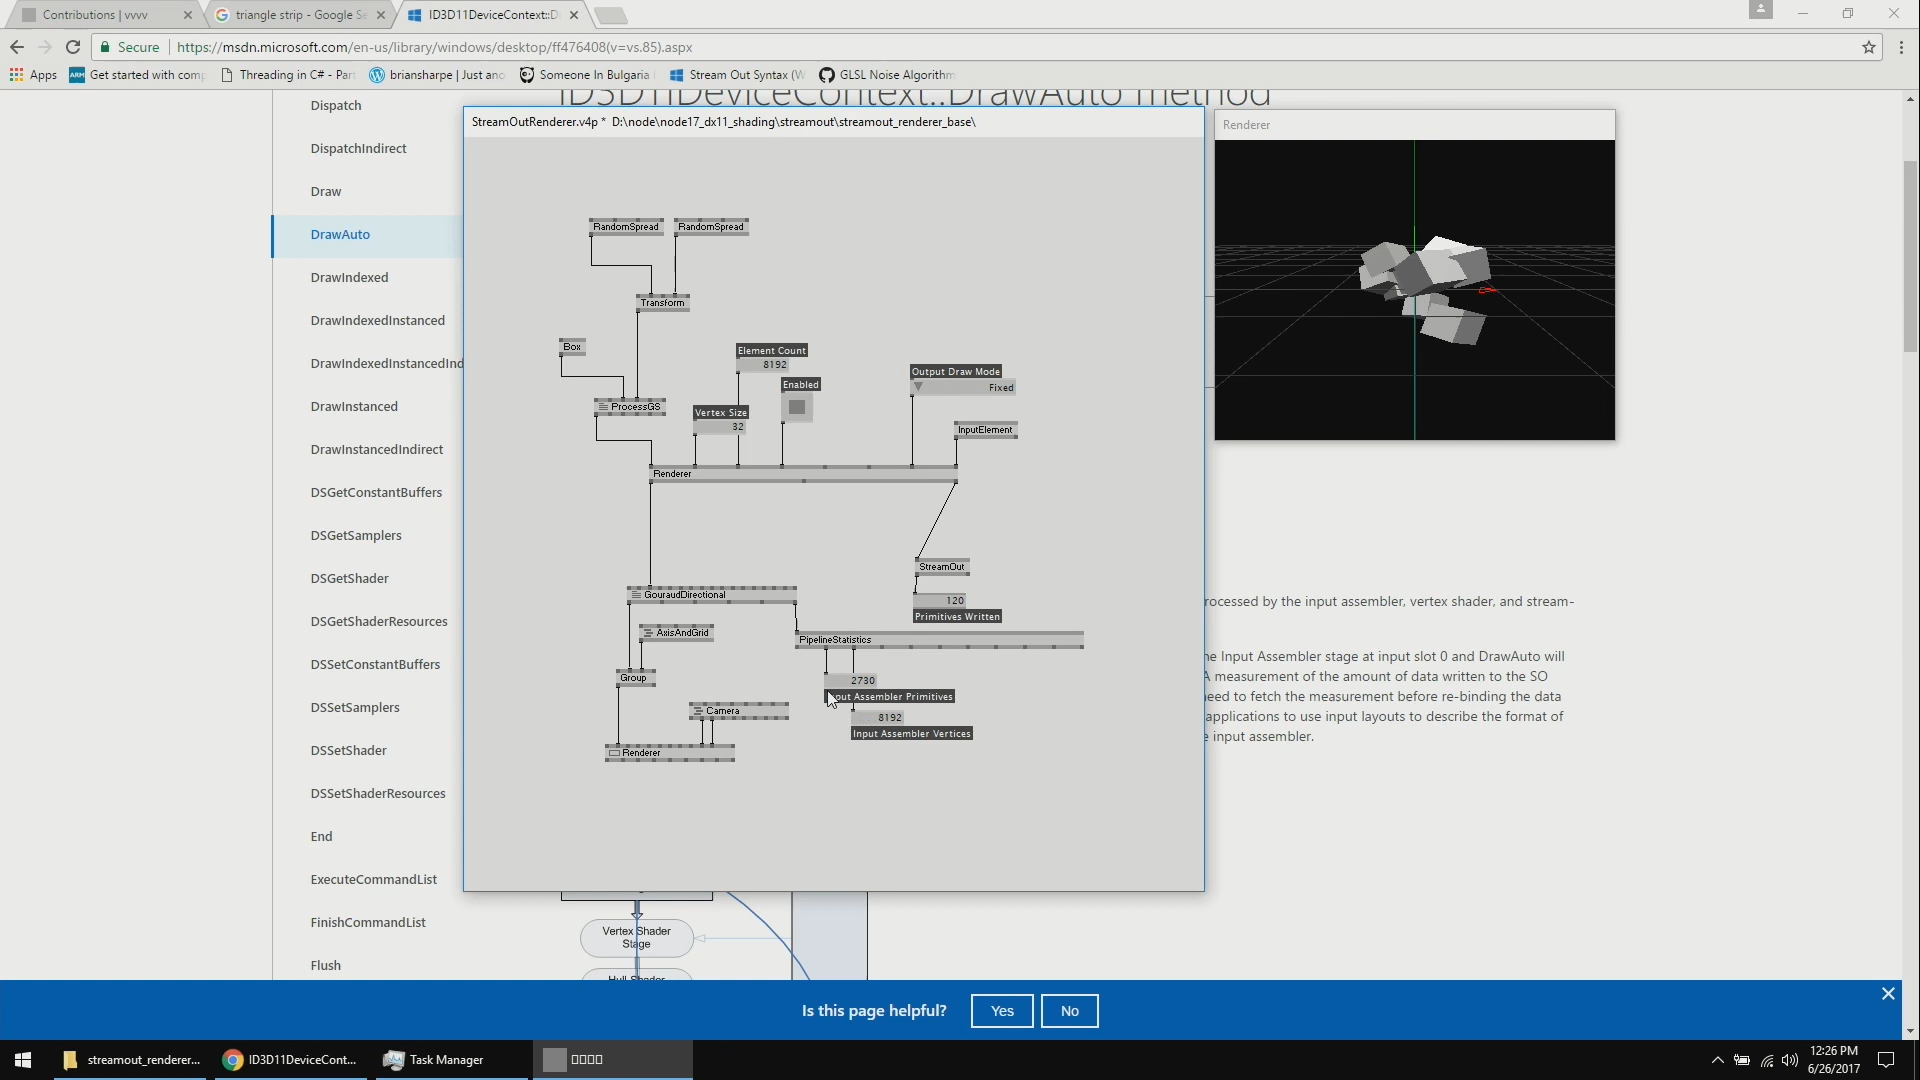 Contributions | vvvv
triangle strip - Google Se
ID3D11DeviceContext::D
Secure
https://msdn.microsoft.com/en-us/library/windows/desktop/ff476408(v=vs.85).aspx
Apps
Get started with comp
Threading in C# - Part
briansharpe | Just ano
Someone In Bulgaria
Stream Out Syntax (W
GLSL Noise Algorithm
ID3D11DeviceContext::DrawAuto method
Dispatch
DispatchIndirect
Draw
DrawAuto
DrawIndexed
DrawIndexedInstanced
DrawIndexedInstancedInd
DrawInstanced
DrawInstancedIndirect
DSGetConstantBuffers
DSGetSamplers
DSGetShader
DSGetShaderResources
DSSetConstantBuffers
DSSetSamplers
DSSetShader
DSSetShaderResources
End
ExecuteCommandList
FinishCommandList
Flush
StreamOutRenderer.v4p * D:\node\node17_dx11_shading\streamout\streamout_renderer_base\
RandomSpread
RandomSpread
Transform
Box
Element Count
8192
Enabled
Output Draw Mode
Fixed
ProcessGS
Vertex Size
32
InputElement
Renderer
StreamOut
120
Primitives Written
GouraudDirectional
AxisAndGrid
PipelineStatistics
Group
2730
Input Assembler Primitives
Camera
8192
Input Assembler Vertices
Renderer
Renderer
rocessed by the input assembler, vertex shader, and stream-
he Input Assembler stage at input slot 0 and DrawAuto will
A measurement of the amount of data written to the SO
need to fetch the measurement before re-binding the data
applications to use input layouts to describe the format of
e input assembler.
Vertex Shader
Stage
Hull Shader
Is this page helpful?
Yes
No
streamout_renderer...
ID3D11DeviceCont...
Task Manager
12:26 PM
6/26/2017